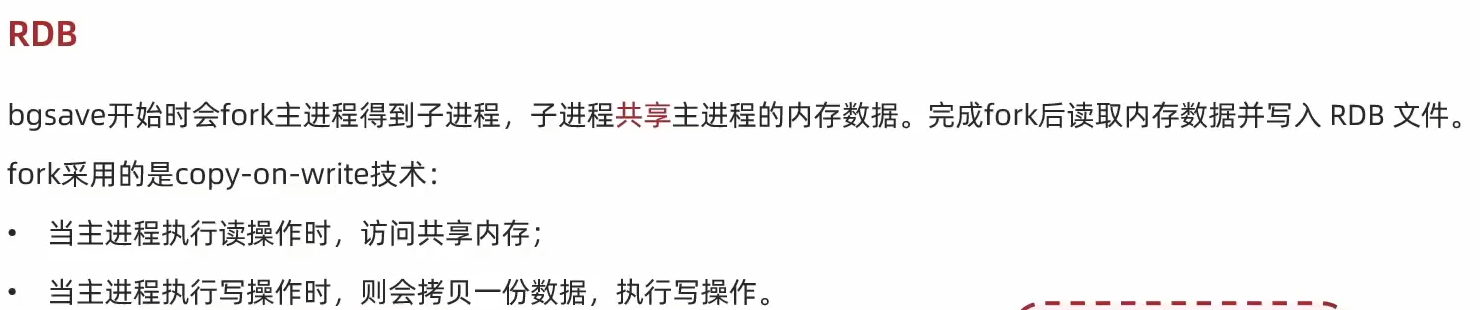 RDB
bgsave开始时会fork主进程得到子进程，子进程共享主进程的内存数据。完成fork后读取内存数据并写入 RDB 文件。
fork采用的是copy-on-write技术：
• 当主进程执行读操作时，访问共享内存；
• 当主进程执行写操作时，则会拷贝一份数据，执行写操作。